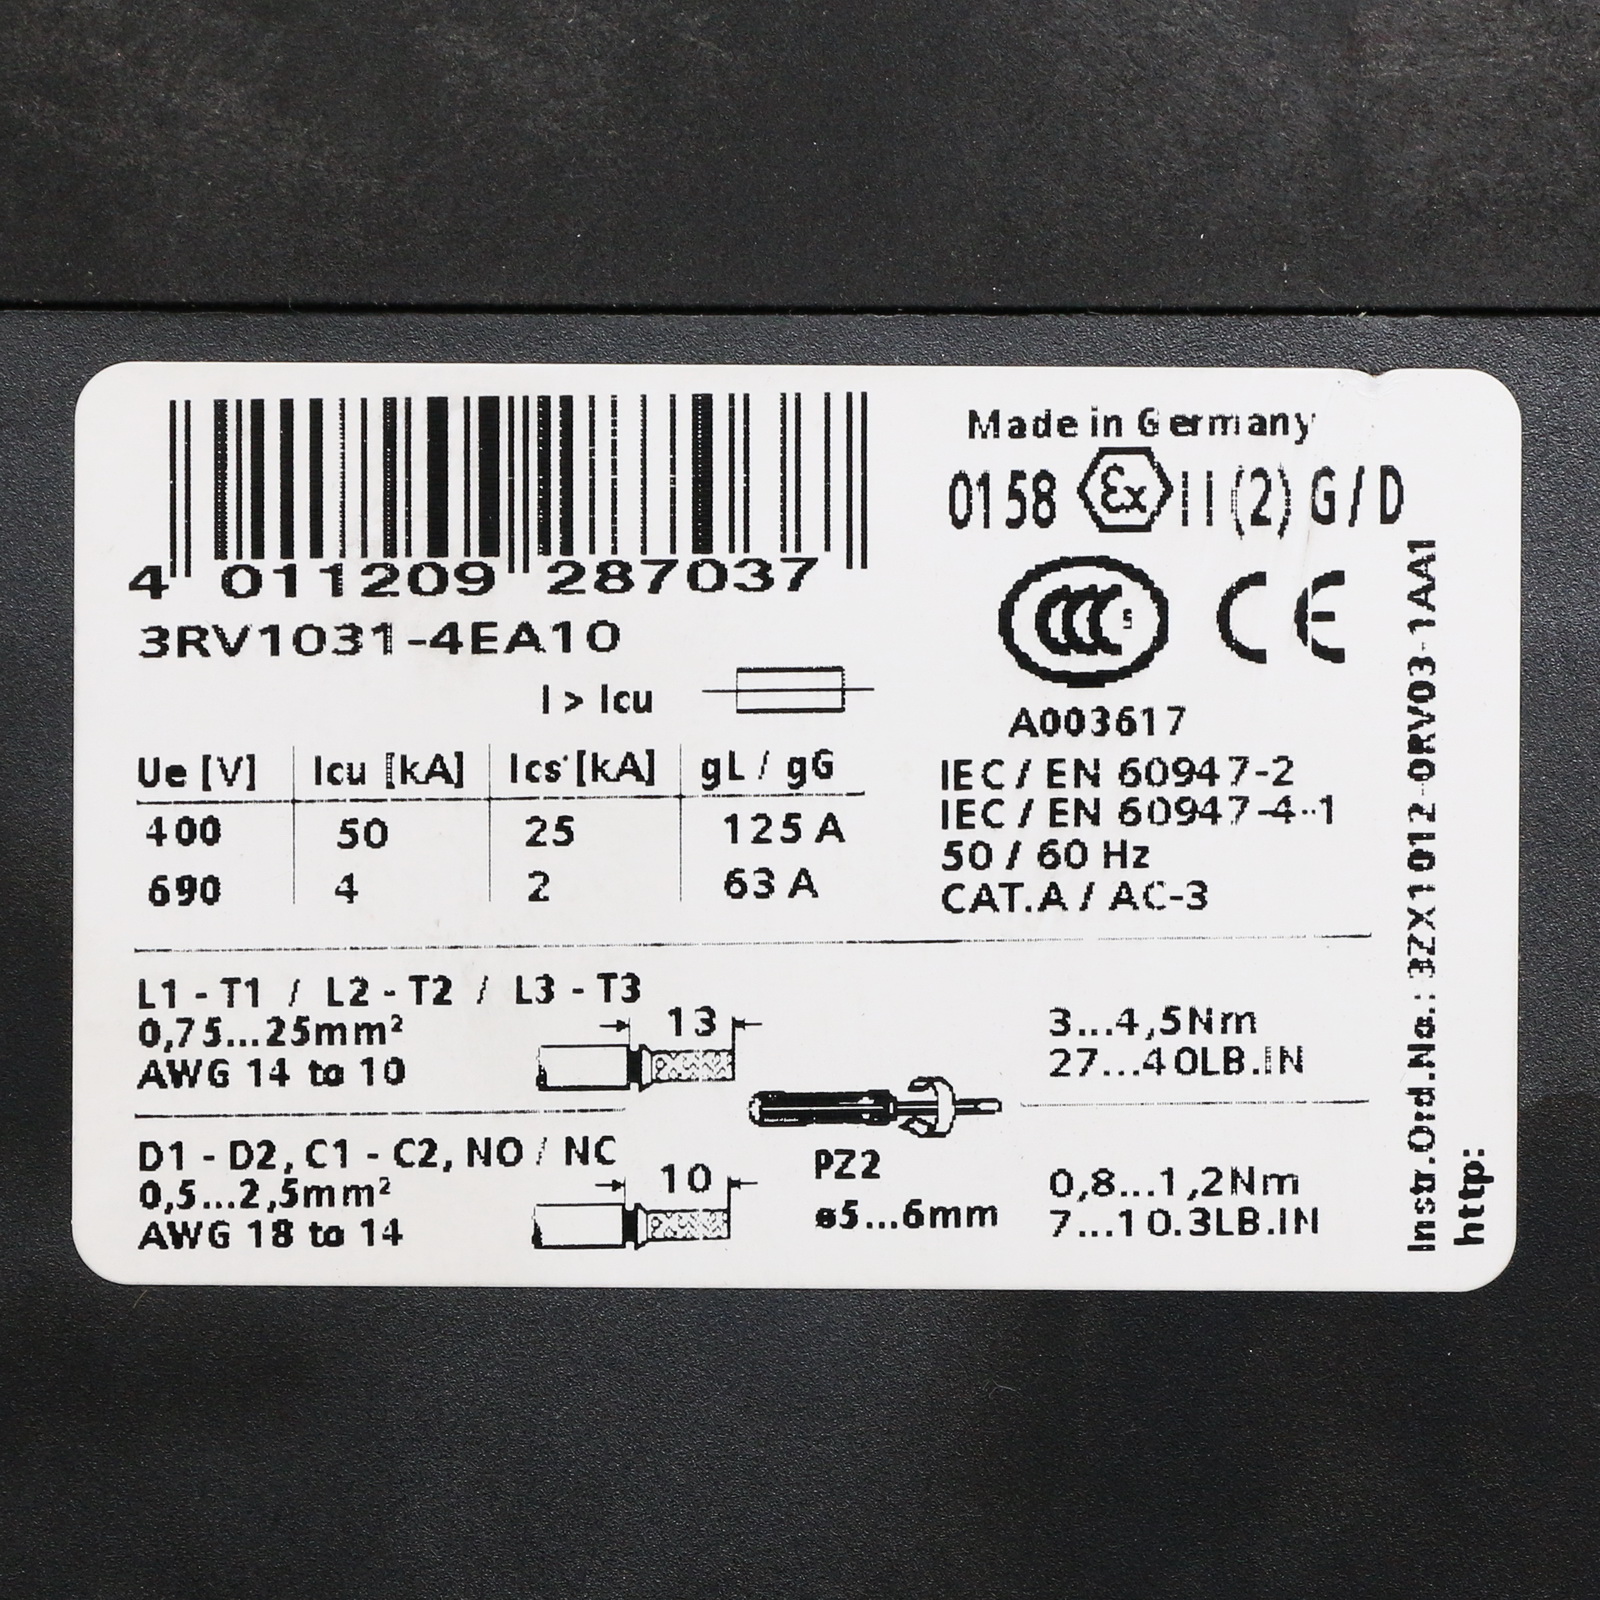 4 011209 287037
3RV1031-4EA10
I > Icu
Ue [V] Icu [kA] Ics [kA] gL / gG
400 50 25 125 A
690 4 2 63 A
Made in Germany
0158 Ex II (2) G / D
CCC S CE
A003617
IEC / EN 60947-2
IEC / EN 60947-4-1
50 / 60 Hz
CAT.A / AC-3
L1 - T1 / L2 - T2 / L3 - T3
0,75...25mm²
AWG 14 to 10
13
3...4,5Nm
27...40LB.IN
D1 - D2, C1 - C2, NO / NC
0,5...2,5mm²
AWG 18 to 14
10
PZ2
ø5...6mm
0,8...1,2Nm
7...10.3LB.IN
Instr.Ord.No.: 3ZX1012-0RV03-1AA1
http: